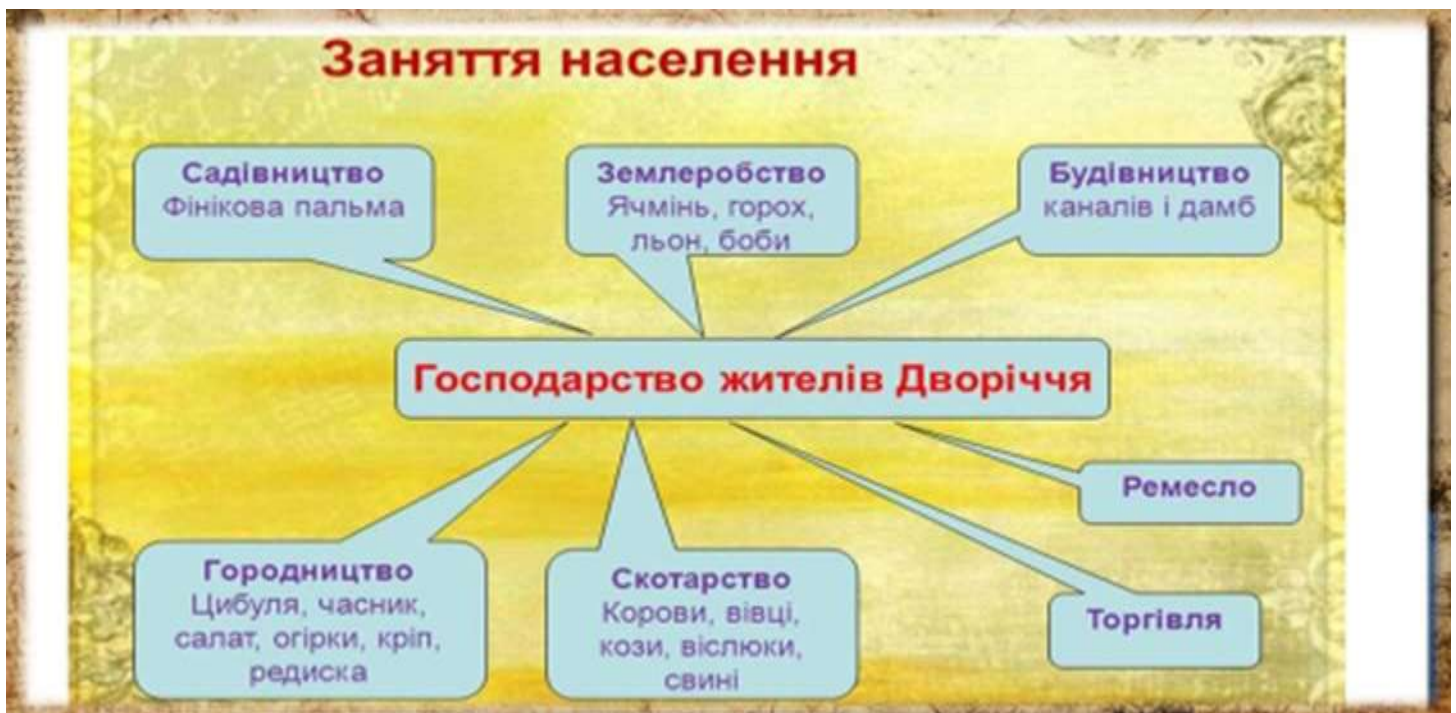 Заняття населення
Садівництво
Фінікова пальма
Землеробство
Ячмінь, горох,
льон, боби
Будівництво
каналів і дамб
Господарство жителів Дворіччя
Ремесло
Городництво
Цибуля, часник,
салат, огірки, кріп,
редиска
Скотарство
Корови, вівці,
кози, віслюки,
свині
Торгівля